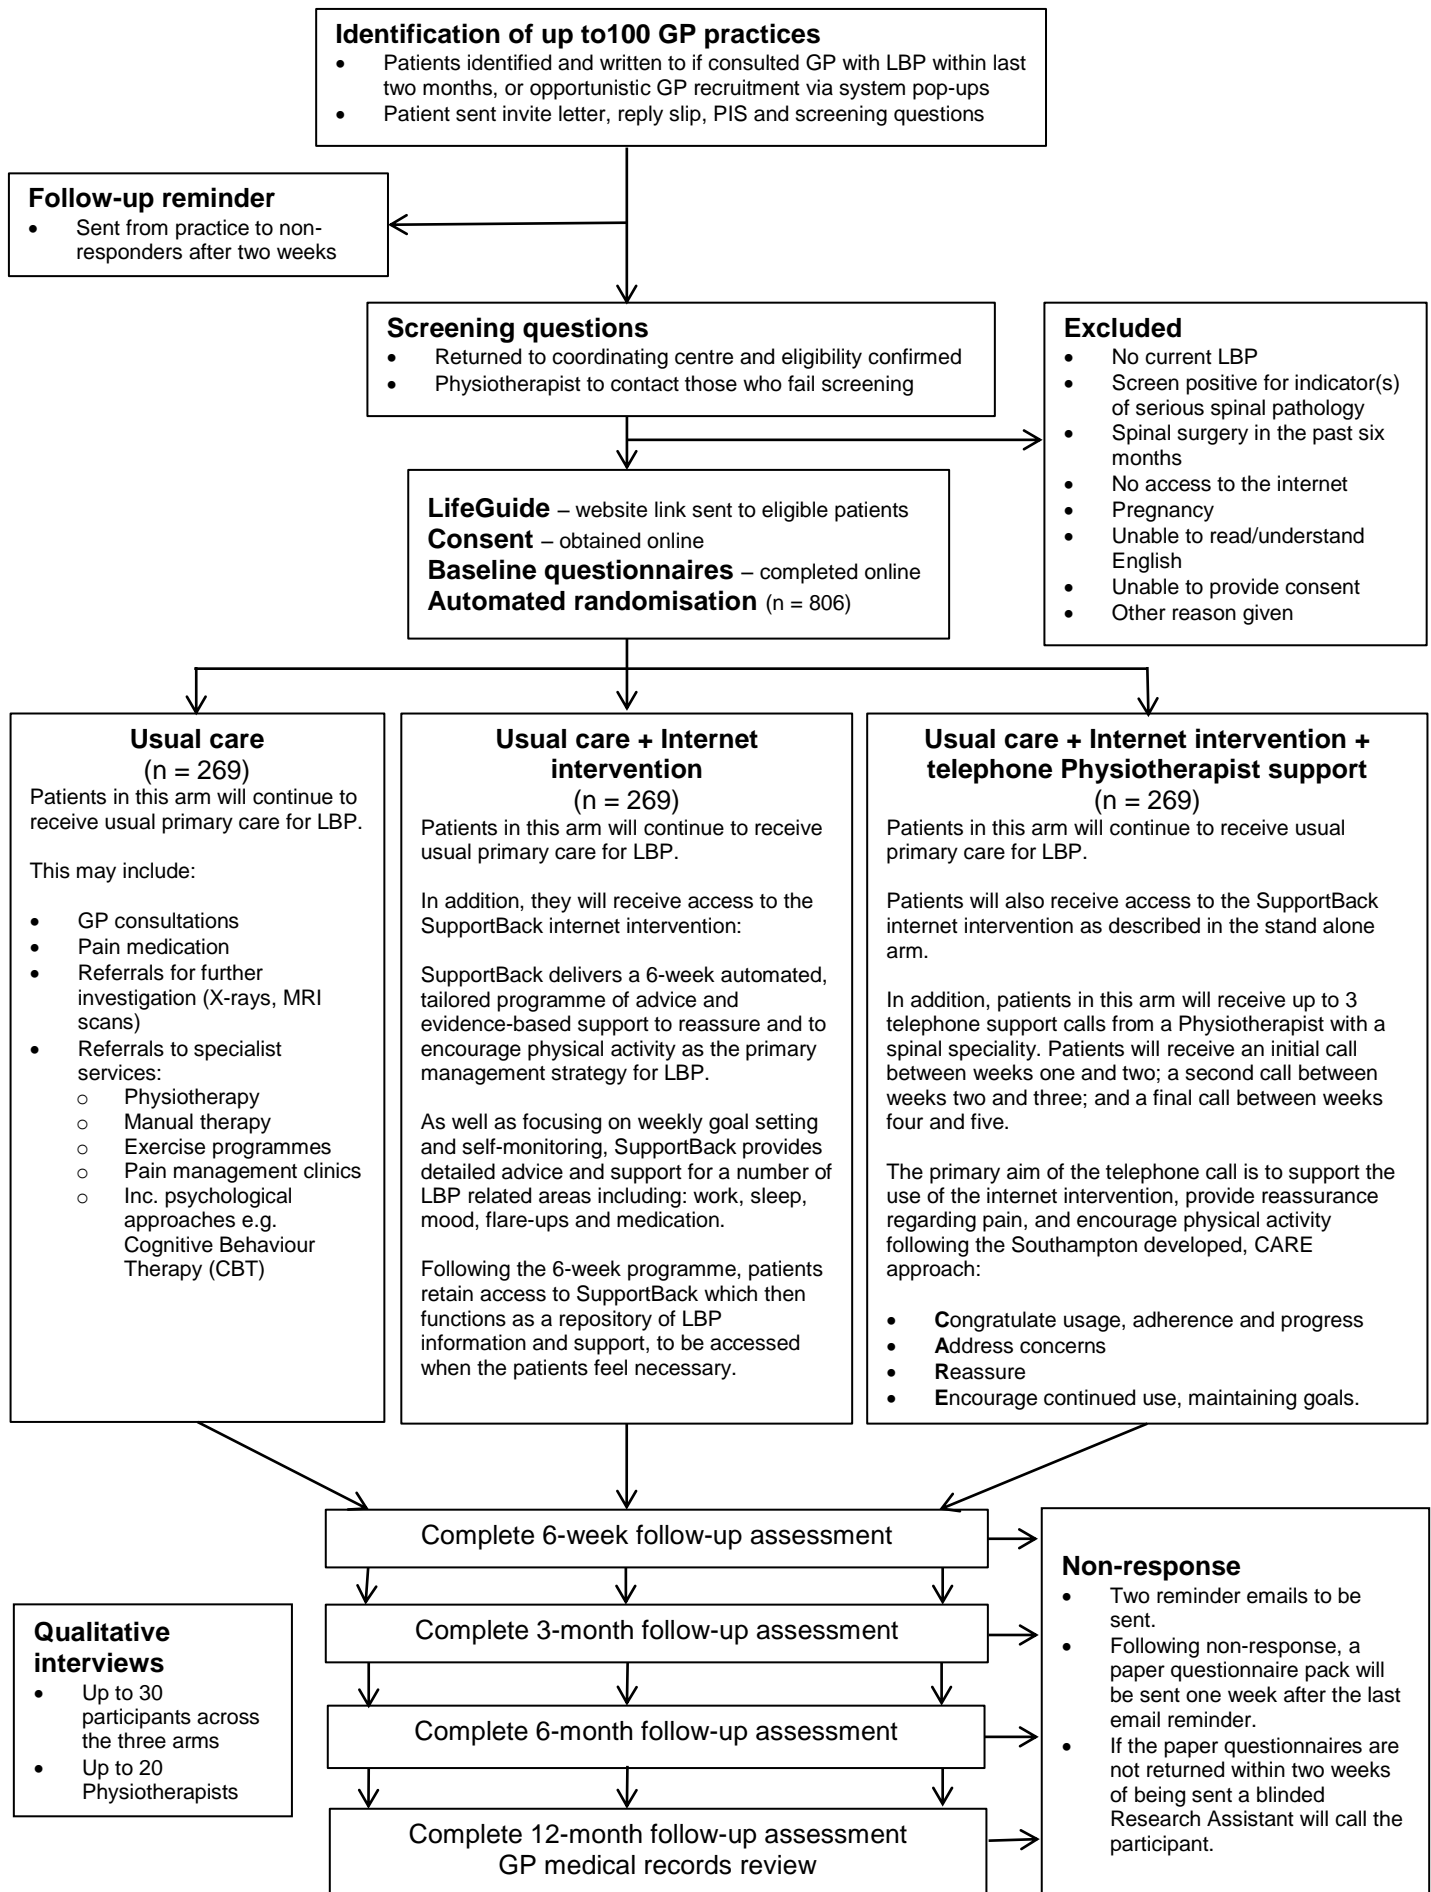 Identification of up to100 GP practices
• Patients identified and written to if consulted GP with LBP within last
two months, or opportunistic GP recruitment via system pop-ups
• Patient sent invite letter, reply slip, PIS and screening questions
Follow-up reminder
• Sent from practice to non-
responders after two weeks
Screening questions
• Returned to coordinating centre and eligibility confirmed
• Physiotherapist to contact those who fail screening
Excluded
• No current LBP
• Screen positive for indicator(s)
of serious spinal pathology
• Spinal surgery in the past six
months
• No access to the internet
• Pregnancy
• Unable to read/understand
English
• Unable to provide consent
• Other reason given
LifeGuide – website link sent to eligible patients
Consent – obtained online
Baseline questionnaires – completed online
Automated randomisation (n = 806)
Usual care
(n = 269)
Patients in this arm will continue to
receive usual primary care for LBP.
This may include:
• GP consultations
• Pain medication
• Referrals for further
investigation (X-rays, MRI
scans)
• Referrals to specialist
services:
o Physiotherapy
o Manual therapy
o Exercise programmes
o Pain management clinics
o Inc. psychological
approaches e.g.
Cognitive Behaviour
Therapy (CBT)
Usual care + Internet
intervention
(n = 269)
Patients in this arm will continue to receive
usual primary care for LBP.
In addition, they will receive access to the
SupportBack internet intervention:
SupportBack delivers a 6-week automated,
tailored programme of advice and
evidence-based support to reassure and to
encourage physical activity as the primary
management strategy for LBP.
As well as focusing on weekly goal setting
and self-monitoring, SupportBack provides
detailed advice and support for a number of
LBP related areas including: work, sleep,
mood, flare-ups and medication.
Following the 6-week programme, patients
retain access to SupportBack which then
functions as a repository of LBP
information and support, to be accessed
when the patients feel necessary.
Usual care + Internet intervention +
telephone Physiotherapist support
(n = 269)
Patients in this arm will continue to receive usual
primary care for LBP.
Patients will also receive access to the SupportBack
internet intervention as described in the stand alone
arm.
In addition, patients in this arm will receive up to 3
telephone support calls from a Physiotherapist with a
spinal speciality. Patients will receive an initial call
between weeks one and two; a second call between
weeks two and three; and a final call between weeks
four and five.
The primary aim of the telephone call is to support the
use of the internet intervention, provide reassurance
regarding pain, and encourage physical activity
following the Southampton developed, CARE
approach:
• Congratulate usage, adherence and progress
• Address concerns
• Reassure
• Encourage continued use, maintaining goals.
Complete 6-week follow-up assessment
Complete 3-month follow-up assessment
Complete 6-month follow-up assessment
Complete 12-month follow-up assessment
GP medical records review
Qualitative
interviews
• Up to 30
participants across
the three arms
• Up to 20
Physiotherapists
Non-response
• Two reminder emails to be
sent.
• Following non-response, a
paper questionnaire pack will
be sent one week after the last
email reminder.
• If the paper questionnaires are
not returned within two weeks
of being sent a blinded
Research Assistant will call the
participant.